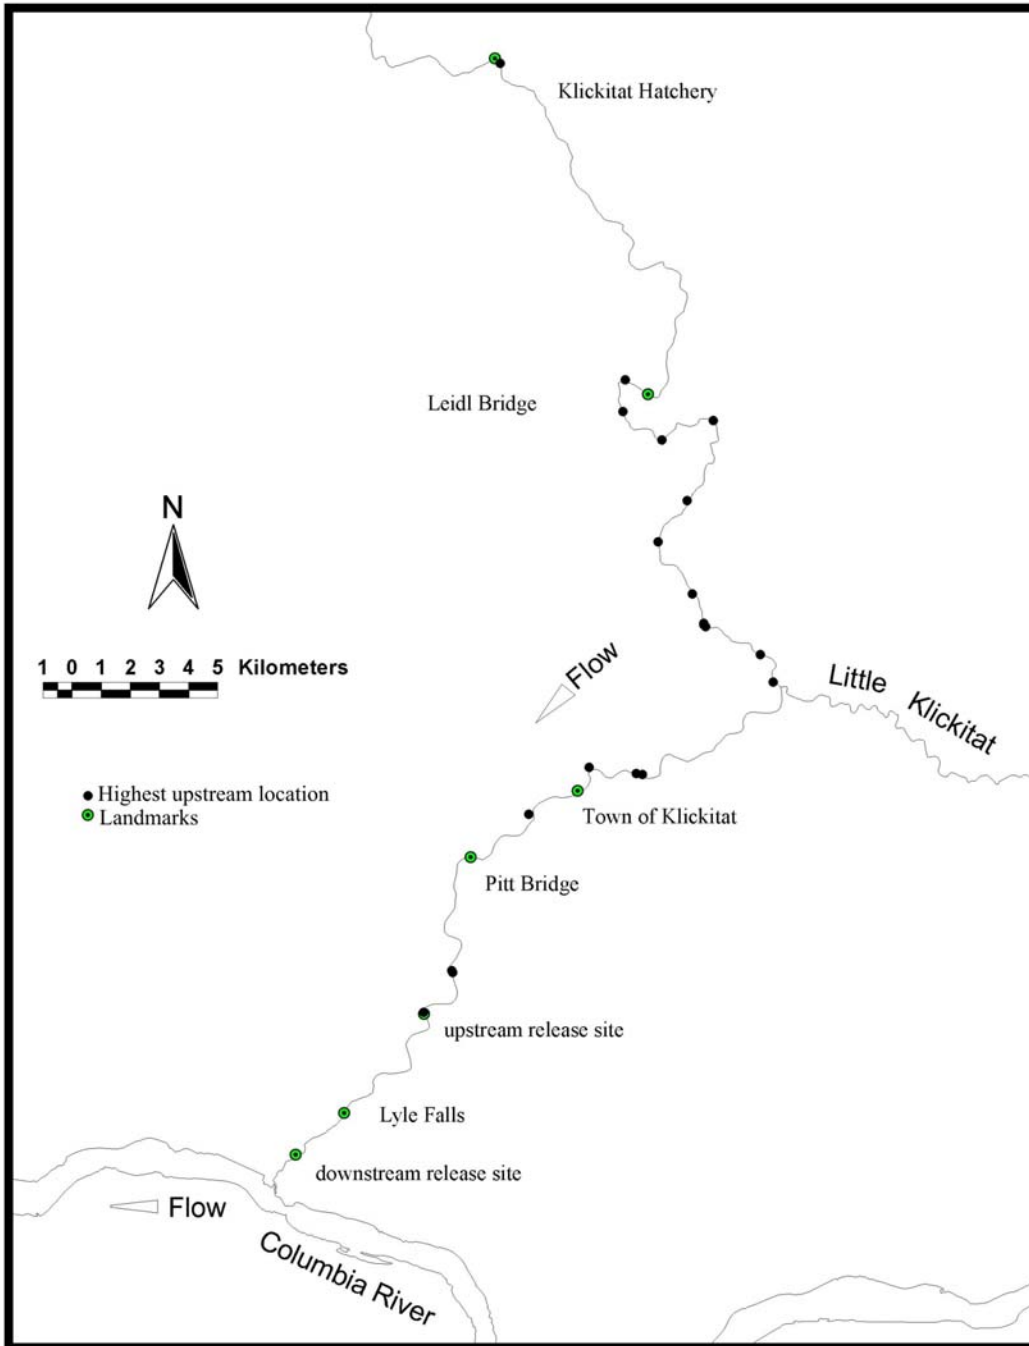 Klickitat Hatchery
Leidl Bridge
N
1 0 1 2 3 4 5 Kilometers
Flow
Little Klickitat
Highest upstream location
Landmarks
Town of Klickitat
Pitt Bridge
upstream release site
Lyle Falls
downstream release site
Flow
Columbia River